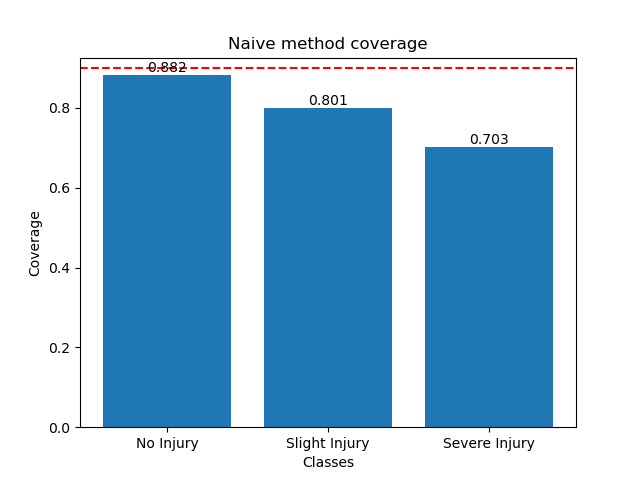 Naive method coverage
0.882
0.801
0.703
0.8
0.6
0.4
0.2
0.0
Coverage
No Injury
Slight Injury
Severe Injury
Classes